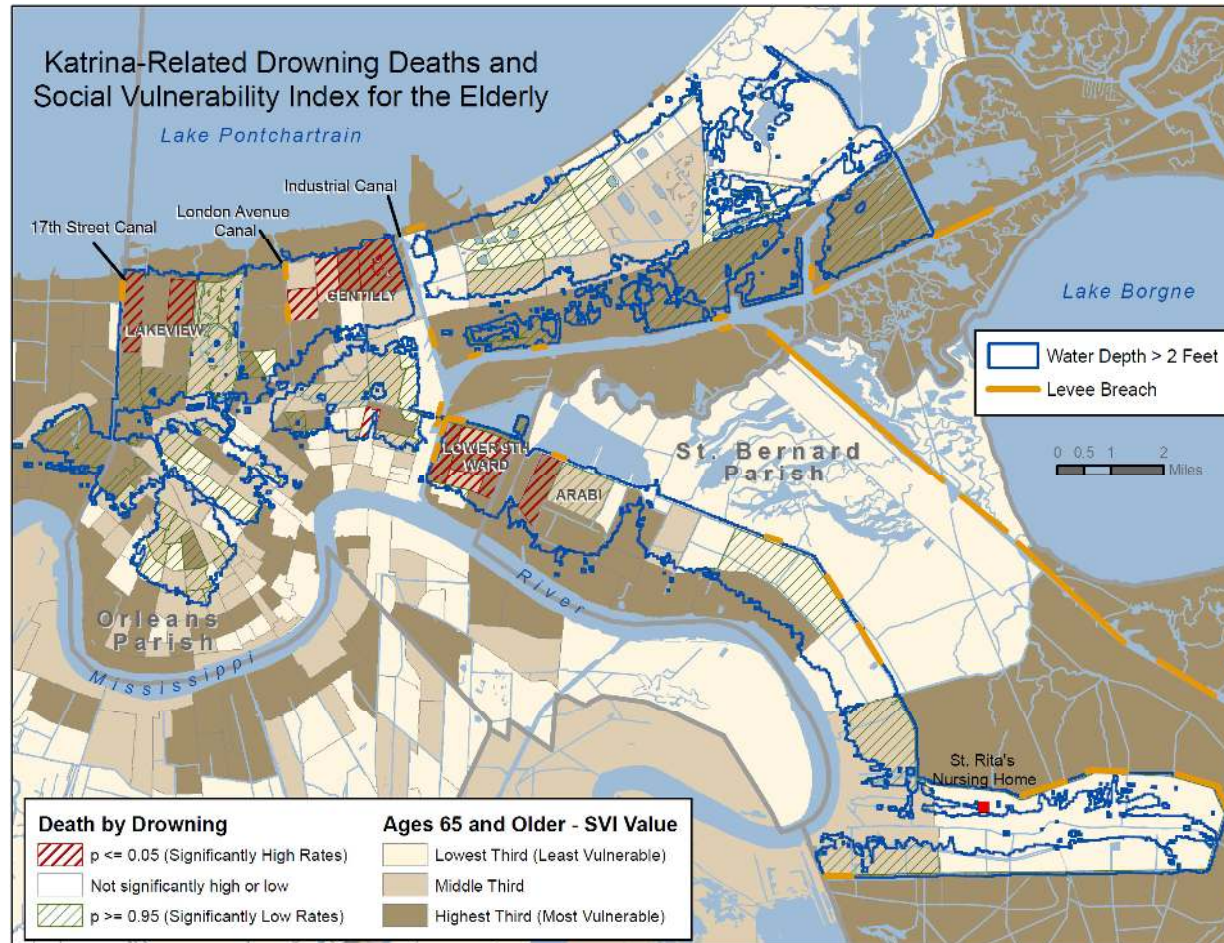 Katrina-Related Drowning Deaths and
Social Vulnerability Index for the Elderly
Lake Pontchartrain
Industrial Canal
London Avenue
Canal
17th Street Canal
GENTILLY
LAKEVIEW
Lake Borgne
Water Depth > 2 Feet
Levee Breach
0 0.5 1 2
Miles
LOWER 9TH
WARD
ARABI
St. Bernard
Parish
Orleans
Parish
Mississippi
River
St. Rita's
Nursing Home
Death by Drowning
p <= 0.05 (Significantly High Rates)
Not significantly high or low
p >= 0.95 (Significantly Low Rates)
Ages 65 and Older - SVI Value
Lowest Third (Least Vulnerable)
Middle Third
Highest Third (Most Vulnerable)